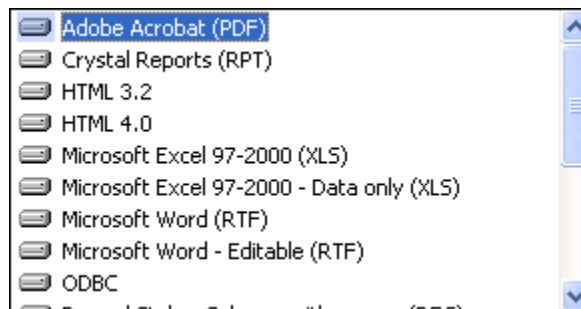 Adobe Acrobat (PDF)
Crystal Reports (RPT)
HTML 3.2
HTML 4.0
Microsoft Excel 97-2000 (XLS)
Microsoft Excel 97-2000 - Data only (XLS)
Microsoft Word (RTF)
Microsoft Word - Editable (RTF)
ODBC